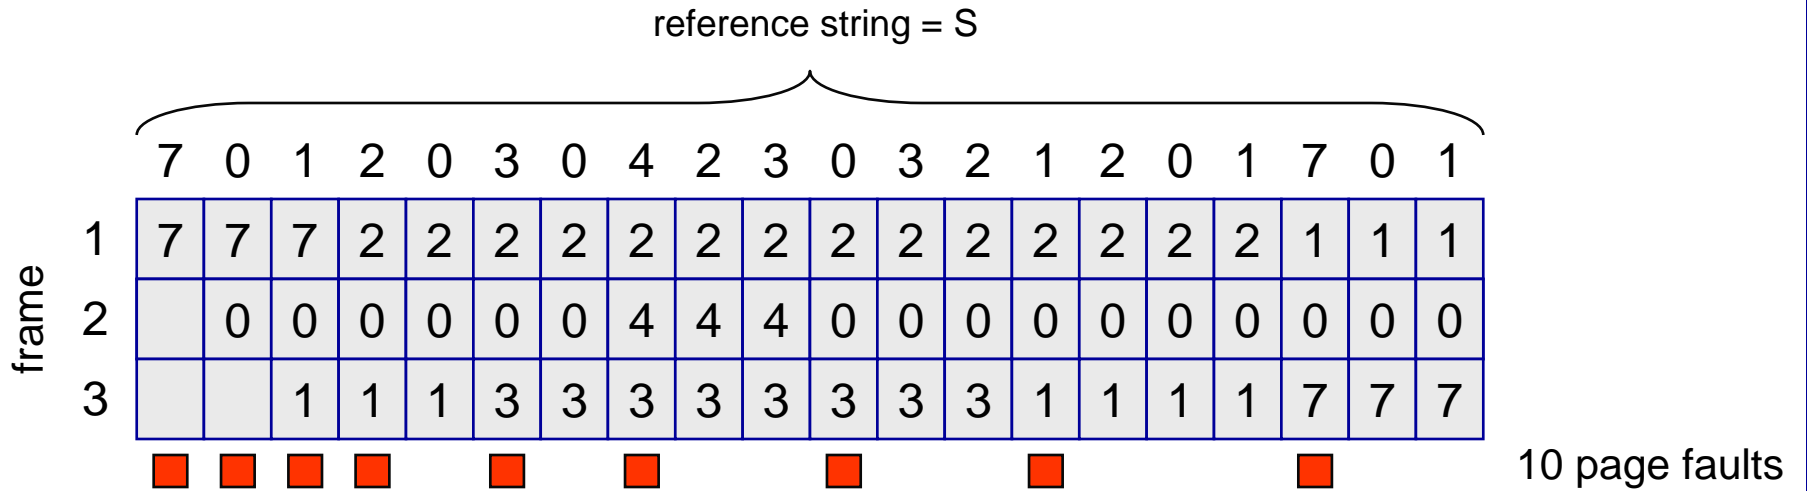 reference string = S
7 0 1 2 0 3 0 4 2 3 0 3 2 1 2 0 1 7 0 1
frame
1 7 7 7 2 2 2 2 2 2 2 2 2 2 2 2 2 2 1 1 1
2 0 0 0 0 0 0 4 4 4 0 0 0 0 0 0 0 0 0 0
3 1 1 1 3 3 3 3 3 3 3 3 1 1 1 1 7 7 7
10 page faults